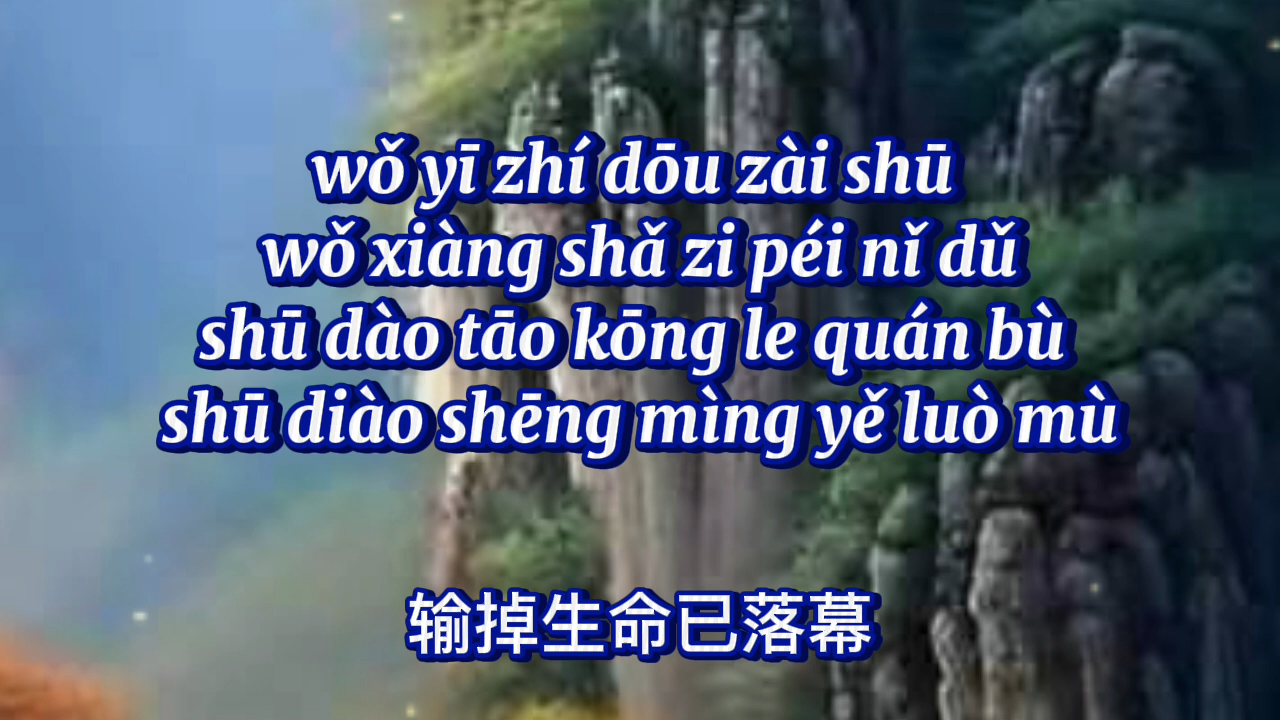 wǒ yī zhí dōu zài shū
wǒ xiàng shǎ zi péi nǐ dǔ
shū dào tāo kōng le quán bù
shū diào shēng mìng yě luò mù
输掉生命已落幕